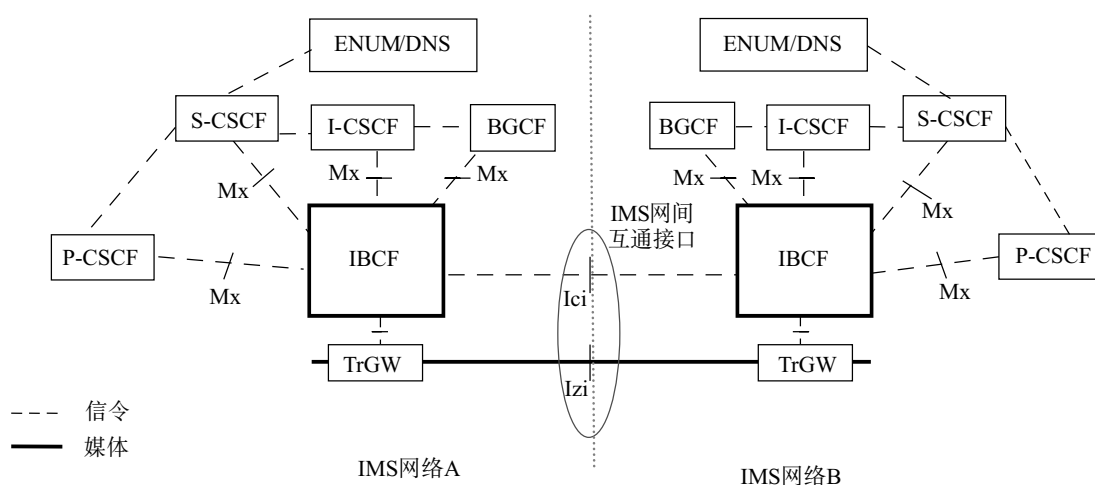 ENUM/DNS
ENUM/DNS
S-CSCF
I-CSCF
BGCF
BGCF
I-CSCF
S-CSCF
Mx
Mx
Mx
Mx
Mx
Mx
IMS网间
互通接口
P-CSCF
IBCF
IBCF
P-CSCF
Mx
Mx
Ici
TrGW
TrGW
Izi
信令
媒体
IMS网络A
IMS网络B